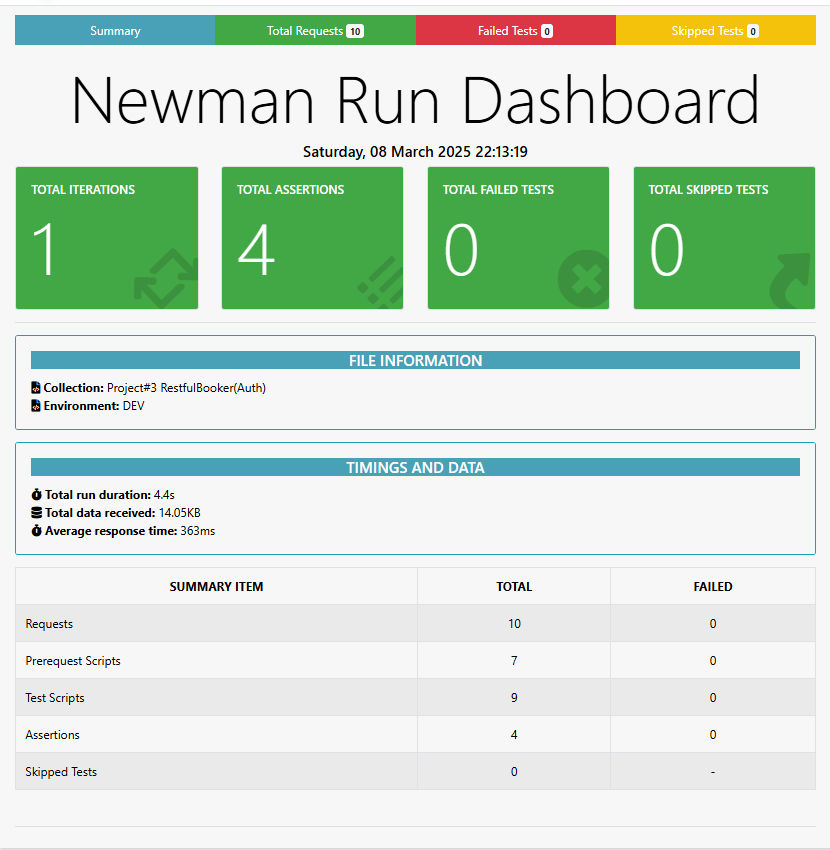 Summary Total Requests 10 Failed Tests 0 Skipped Tests 0
Newman Run Dashboard
Saturday, 08 March 2025 22:13:19
TOTAL ITERATIONS
1
TOTAL ASSERTIONS
4
TOTAL FAILED TESTS
0
TOTAL SKIPPED TESTS
0
FILE INFORMATION
Collection: Project#3 RestfulBooker(Auth)
Environment: DEV
TIMINGS AND DATA
Total run duration: 4.4s
Total data received: 14.05KB
Average response time: 363ms
SUMMARY ITEM TOTAL FAILED
Requests 10 0
Prerequest Scripts 7 0
Test Scripts 9 0
Assertions 4 0
Skipped Tests 0 -